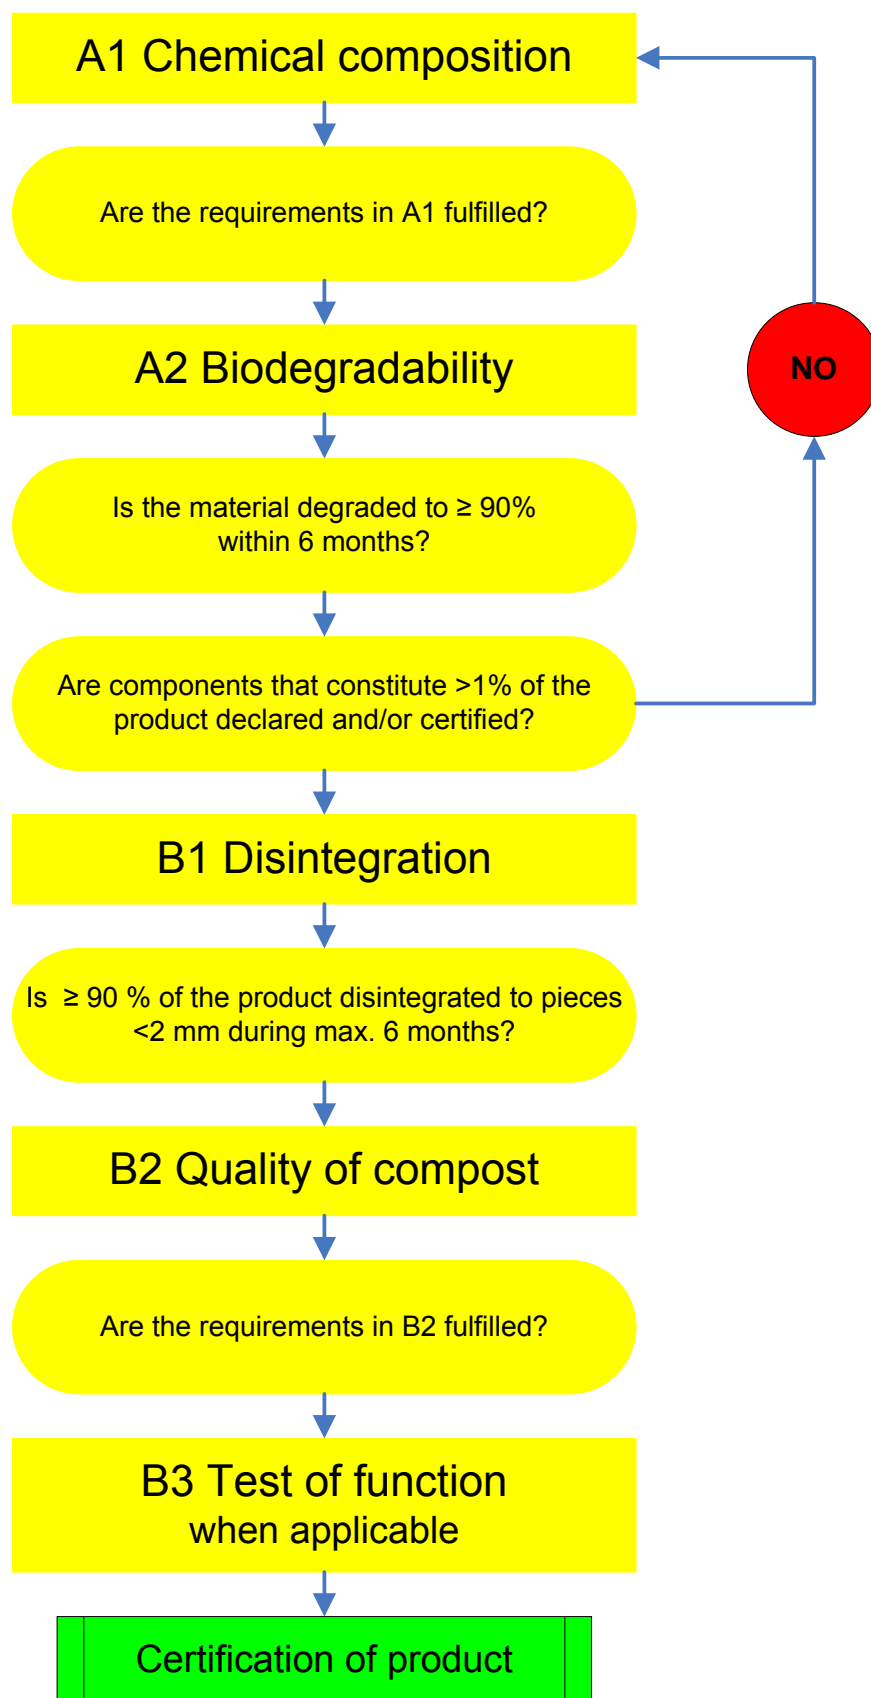 A1 Chemical composition
Are the requirements in A1 fulfilled?
A2 Biodegradability
NO
Is the material degraded to ≥ 90%
within 6 months?
Are components that constitute >1% of the
product declared and/or certified?
B1 Disintegration
Is ≥ 90 % of the product disintegrated to pieces
<2 mm during max. 6 months?
B2 Quality of compost
Are the requirements in B2 fulfilled?
B3 Test of function
when applicable
Certification of product